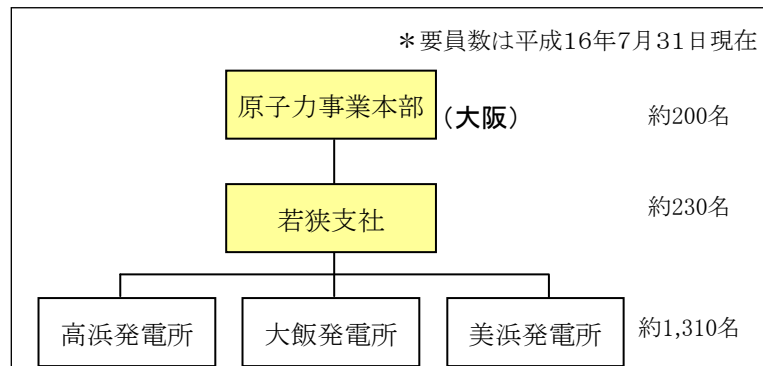 ＊要員数は平成16年7月31日現在
原子力事業本部 (大阪) 約200名
若狭支社 約230名
高浜発電所 大飯発電所 美浜発電所 約1,310名